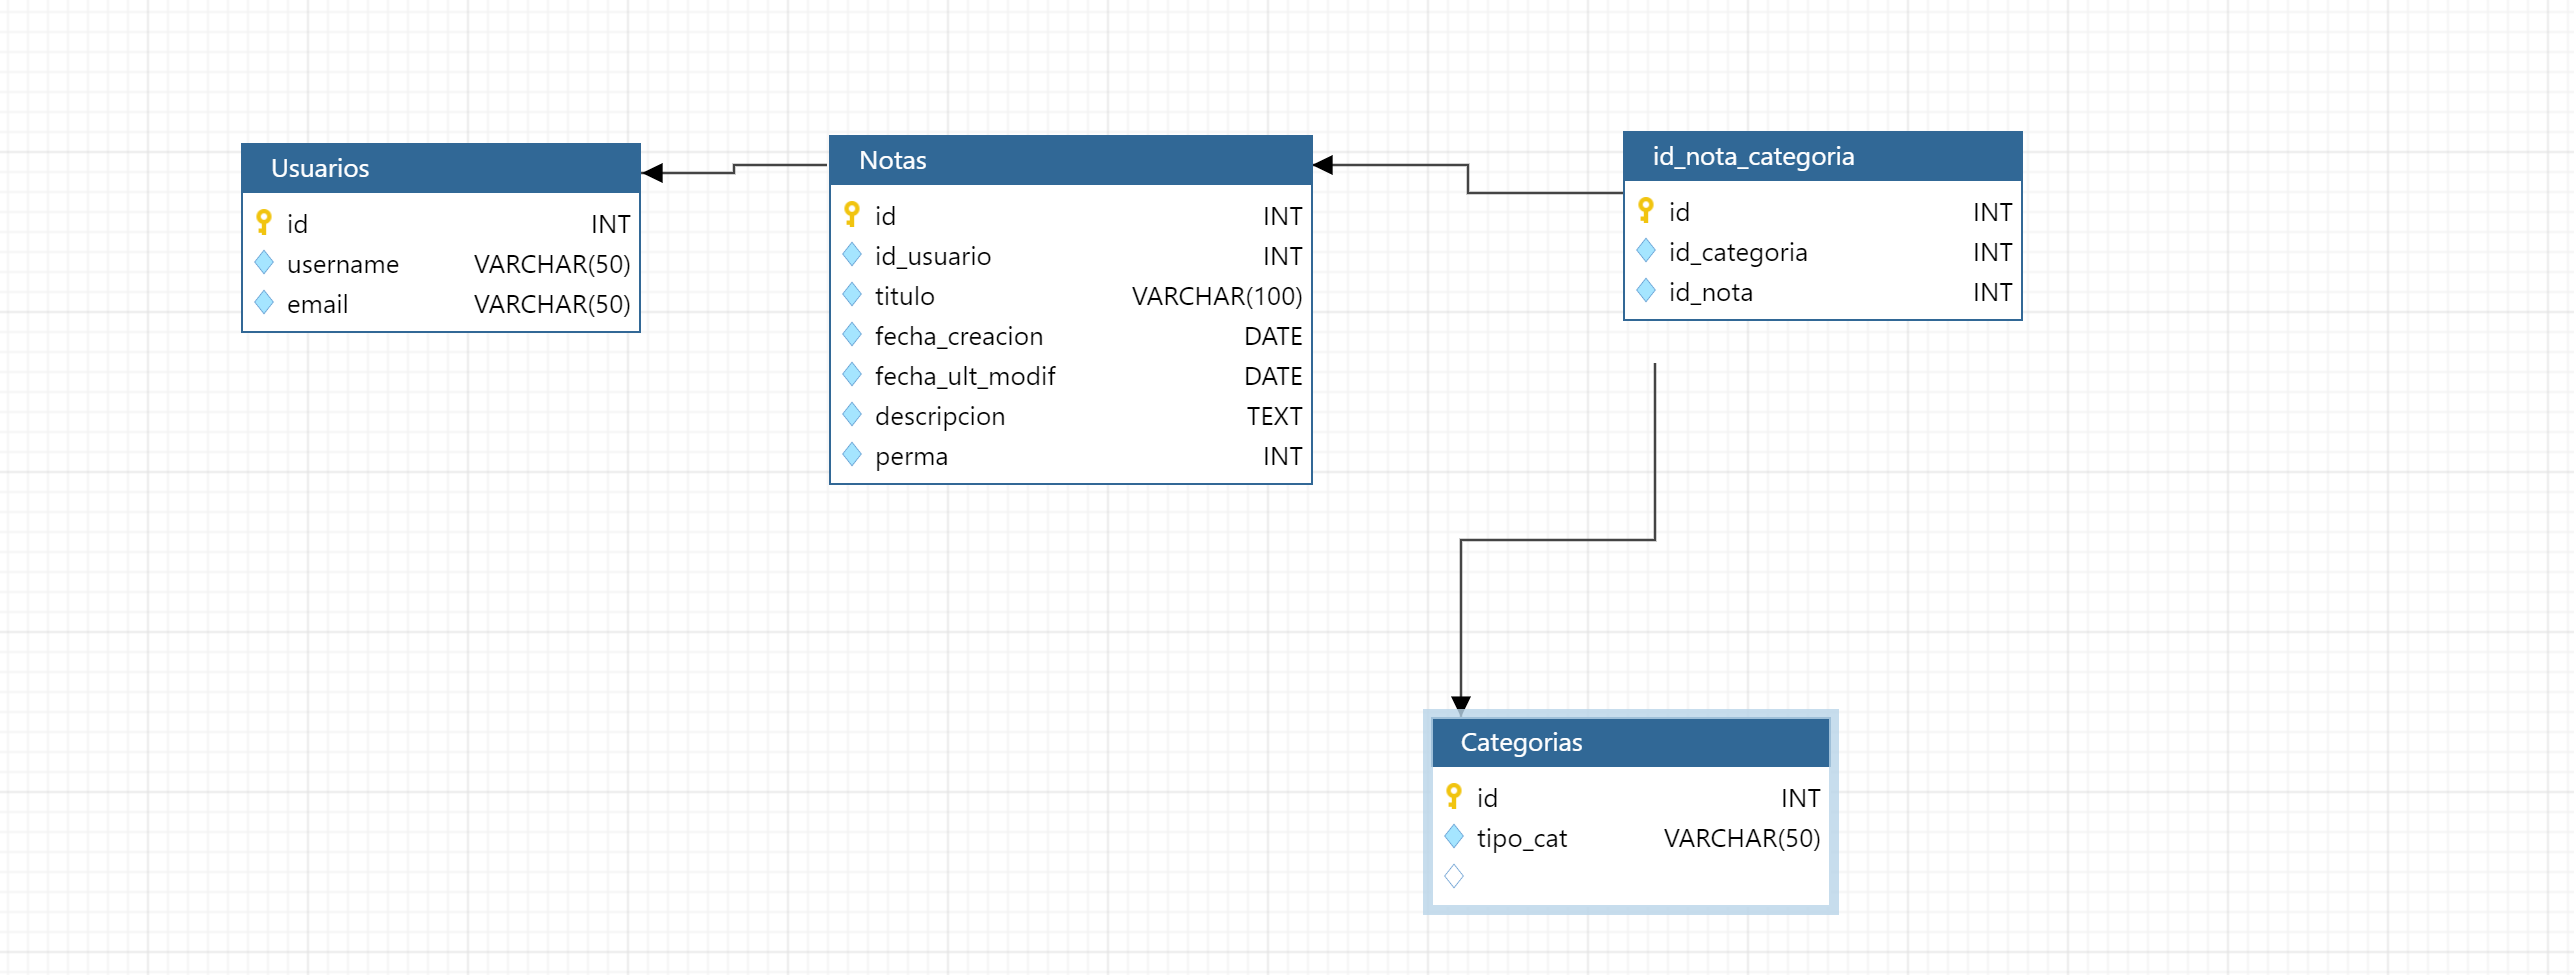 Usuarios
id INT
username VARCHAR(50)
email VARCHAR(50)
Notas
id INT
id_usuario INT
titulo VARCHAR(100)
fecha_creacion DATE
fecha_ult_modif DATE
descripcion TEXT
perma INT
id_nota_categoria
id INT
id_categoria INT
id_nota INT
Categorias
id INT
tipo_cat VARCHAR(50)